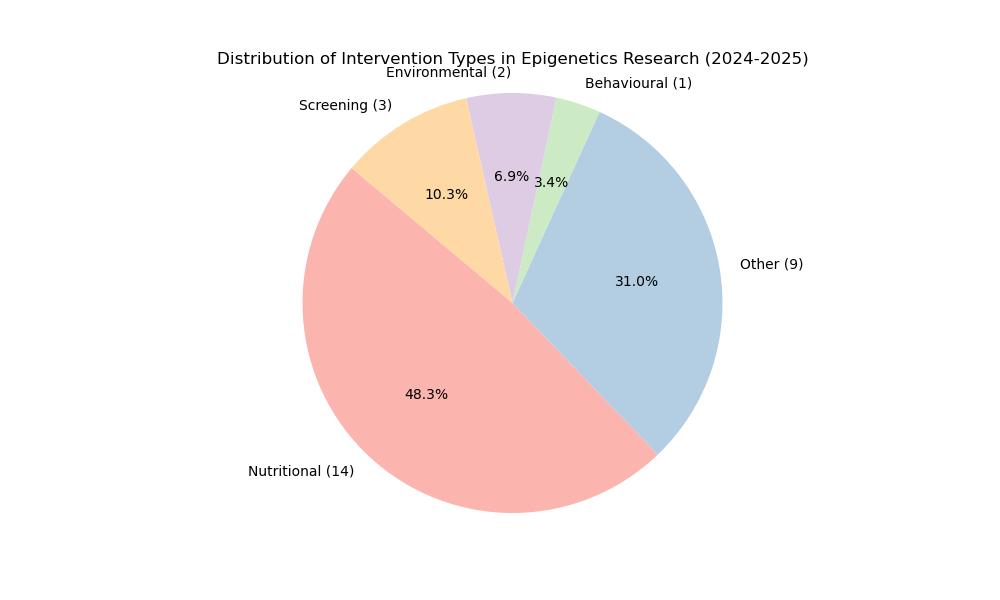 Distribution of Intervention Types in Epigenetics Research (2024-2025)
Environmental (2)
Behavioural (1)
Screening (3)
6.9%
3.4%
10.3%
Other (9)
31.0%
48.3%
Nutritional (14)